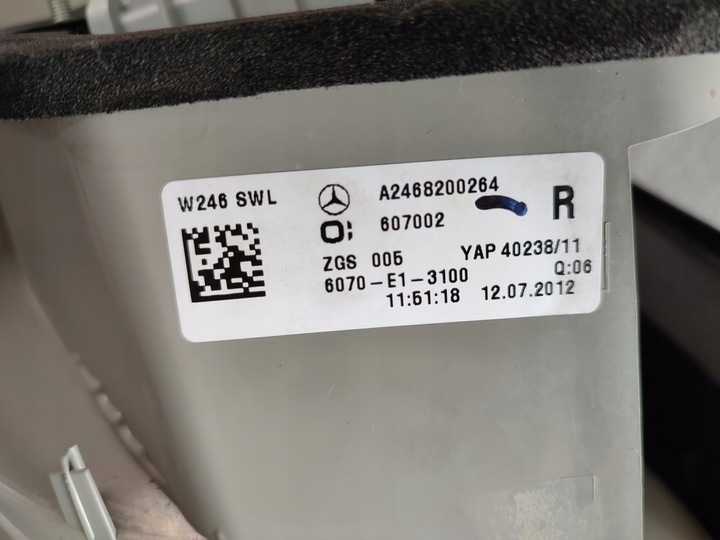 W246 SWL
A2468200264
R
607002
ZGS 005 YAP 40238/11
6070-E1-3100 Q:06
11:51:18 12.07.2012